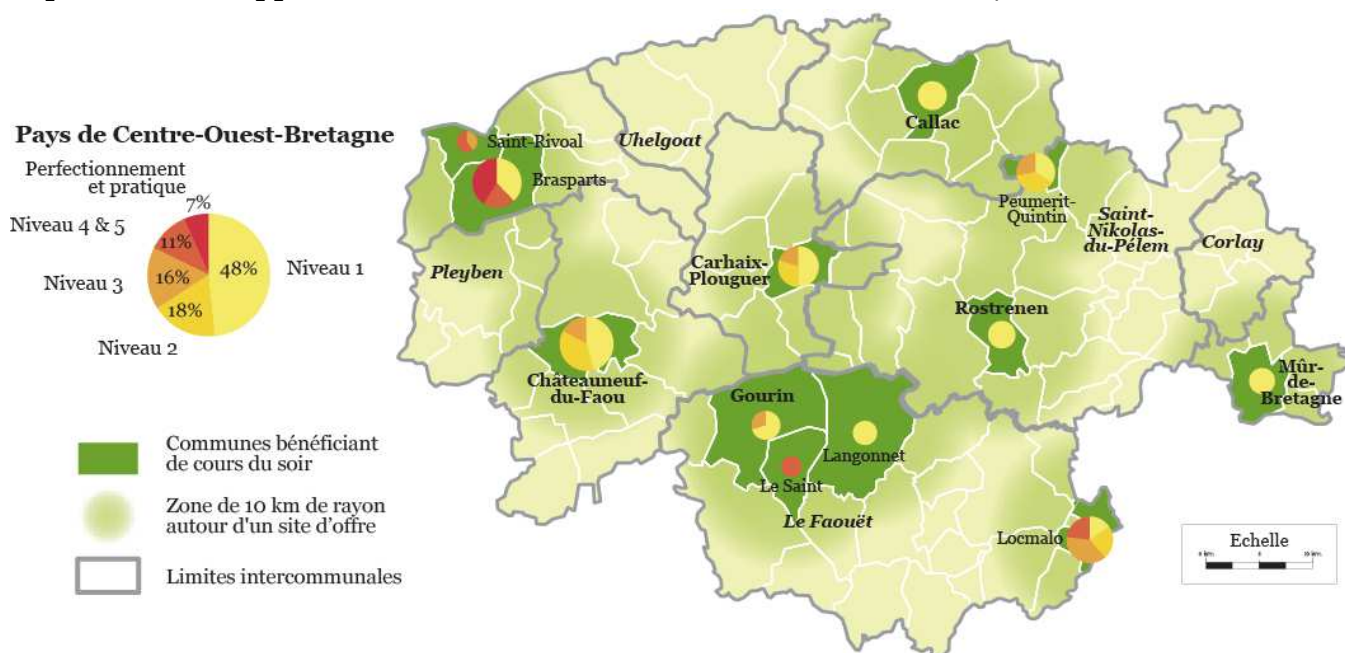 Pays de Centre-Ouest-Bretagne
Perfectionnement
et pratique
7%
Niveau 4 & 5
11%
48%
Niveau 1
Niveau 3
16%
18%
Niveau 2
Communes bénéficiant
de cours du soir
Zone de 10 km de rayon
autour d'un site d'offre
Limites intercommunales
Saint-Rivoal
Brasparts
Uhelgoat
Callac
Peumerit-
Quintin
Saint-
Nikolas-
du-Pélem
Corlay
Pleyben
Carhaix-
Plouguer
Rostrenen
Châteauneuf-
du-Faou
Mûr-
de-
Bretagne
Gourin
Langonnet
Le Saint
Le Faouët
Locmalo
Echelle